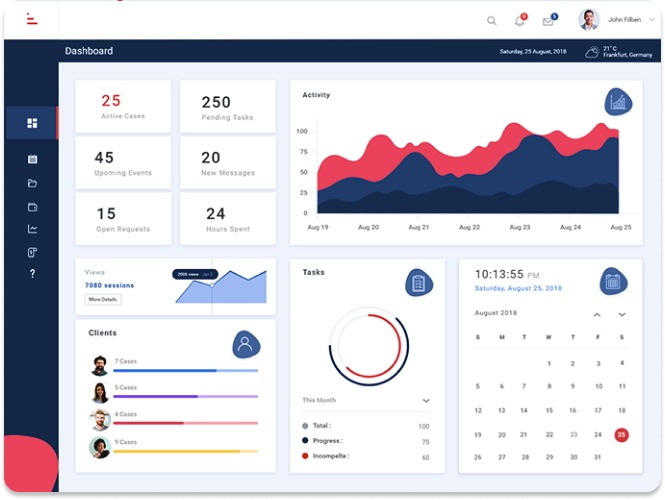 9
5
John Filben
Dashboard
Saturday, 25 August, 2018
21°C
Frankfurt, Germany
25
Active Cases
250
Pending Tasks
45
Upoming Events
20
New Messages
15
Open Requests
24
Hours Spent
Activity
100
75
50
25
0
Aug 19
Aug 20
Aug 21
Aug 22
Aug 23
Aug 24
Aug 25
Views
7080 sessions
More Details
Clients
7 Cases
5 Cases
4 Cases
9 Cases
Tasks
This Month
Total : 100
Progress : 75
Incompelte : 60
10:13:55 PM
Saturday, August 25, 2018
August 2018
S M T W T F S
1 2 3 4
5 6 7 8 9 10 11
12 13 14 15 16 17 18
19 20 21 22 23 24 25
26 27 28 29 30 31
?